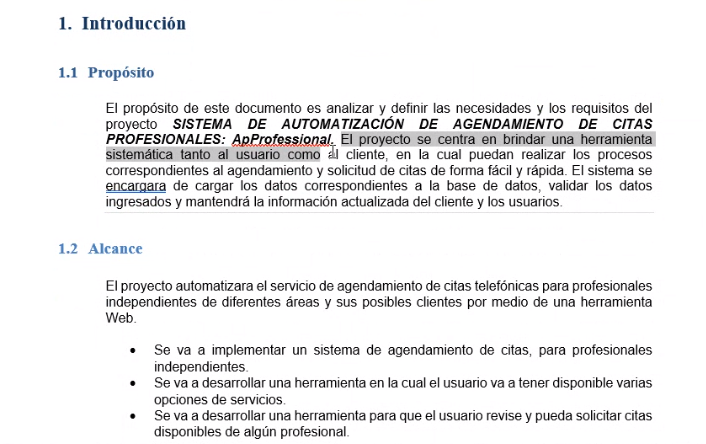 1. Introducción
1.1 Propósito
El propósito de este documento es analizar y definir las necesidades y los requisitos del
proyecto SISTEMA DE AUTOMATIZACIÓN DE AGENDAMIENTO DE CITAS
PROFESIONALES: ApProfessional. El proyecto se centra en brindar una herramienta
sistemática tanto al usuario como al cliente, en la cual puedan realizar los procesos
correspondientes al agendamiento y solicitud de citas de forma fácil y rápida. El sistema se
encargara de cargar los datos correspondientes a la base de datos, validar los datos
ingresados y mantendrá la información actualizada del cliente y los usuarios.
1.2 Alcance
El proyecto automatizara el servicio de agendamiento de citas telefónicas para profesionales
independientes de diferentes áreas y sus posibles clientes por medio de una herramienta
Web.
• Se va a implementar un sistema de agendamiento de citas, para profesionales
independientes.
• Se va a desarrollar una herramienta en la cual el usuario va a tener disponible varias
opciones de servicios.
• Se va a desarrollar una herramienta para que el usuario revise y pueda solicitar citas
disponibles de algún profesional.